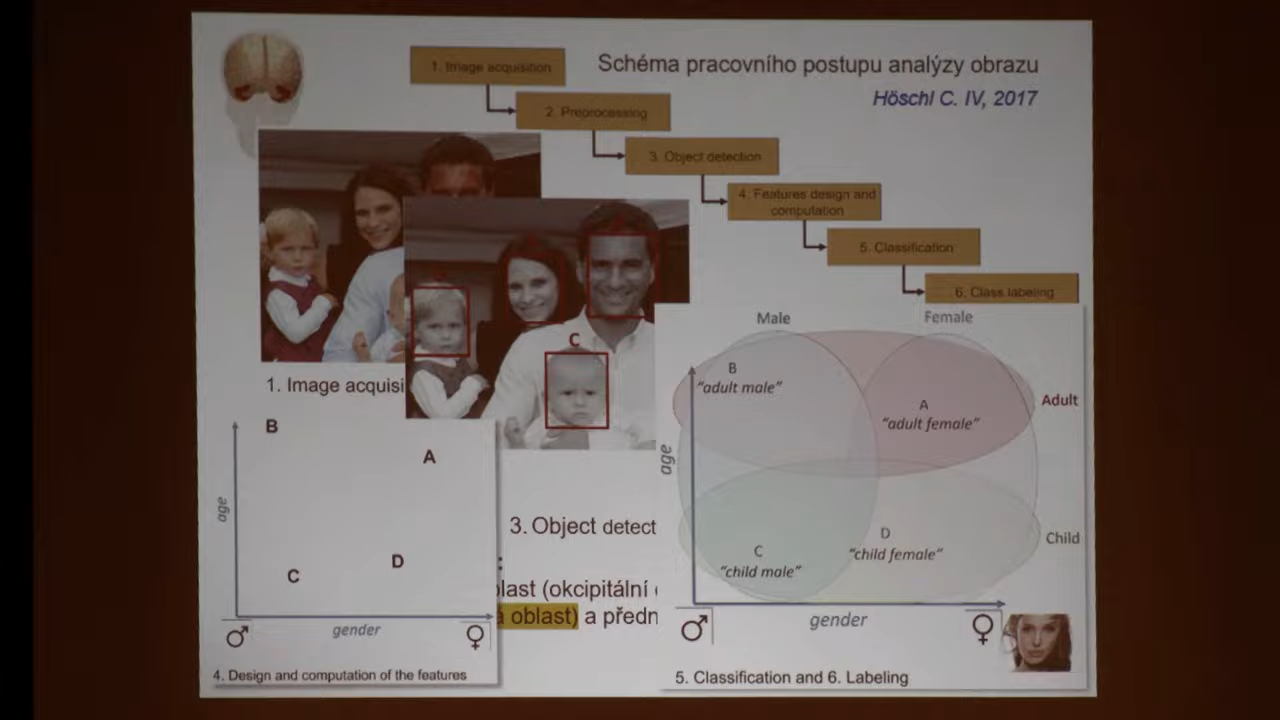 1. Image acquisition
Schéma pracovního postupu analýzy obrazu
Höschl C. IV, 2017
2. Preprocessing
3. Object detection
4. Features design and
computation
5. Classification
6. Class labeling
C
1. Image acquisi
Male
Female
B
"adult male"
A
"adult female"
Adult
age
C
"child male"
D
"child female"
Child
♂
gender
♀
5. Classification and 6. Labeling
B
A
age
C
D
♂
gender
♀
4. Design and computation of the features
3. Object detect
:
blast (okcipitální
á oblast) a předn